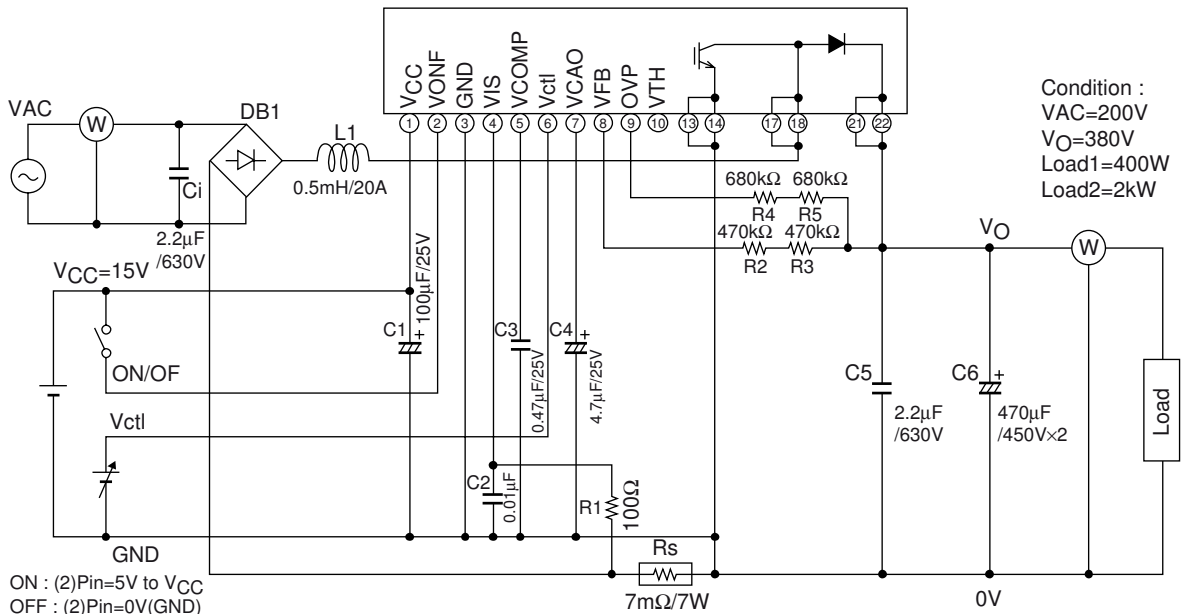 VCC
VONF
GND
VIS
VCOMP
Vctl
VCAO
VFB
OVP
VTH
1 2 3 4 5 6 7 8 9 10 13 14 17 18 21 22
Condition :
VAC=200V
VO=380V
Load1=400W
Load2=2kW
VAC
W
DB1
L1
0.5mH/20A
Ci
2.2μF
/630V
680kΩ 680kΩ
R4 R5
470kΩ 470kΩ
R2 R3
VO
W
VCC=15V
100μF/25V
C1 +
C3
0.47μF/25V
C4 +
4.7μF/25V
ON/OF
Vctl
C5
2.2μF
/630V
C6 +
470μF
/450V×2
Load
C2
0.01μF
R1
100Ω
GND
Rs
7mΩ/7W
0V
ON : (2)Pin=5V to VCC
OFF : (2)Pin=0V(GND)